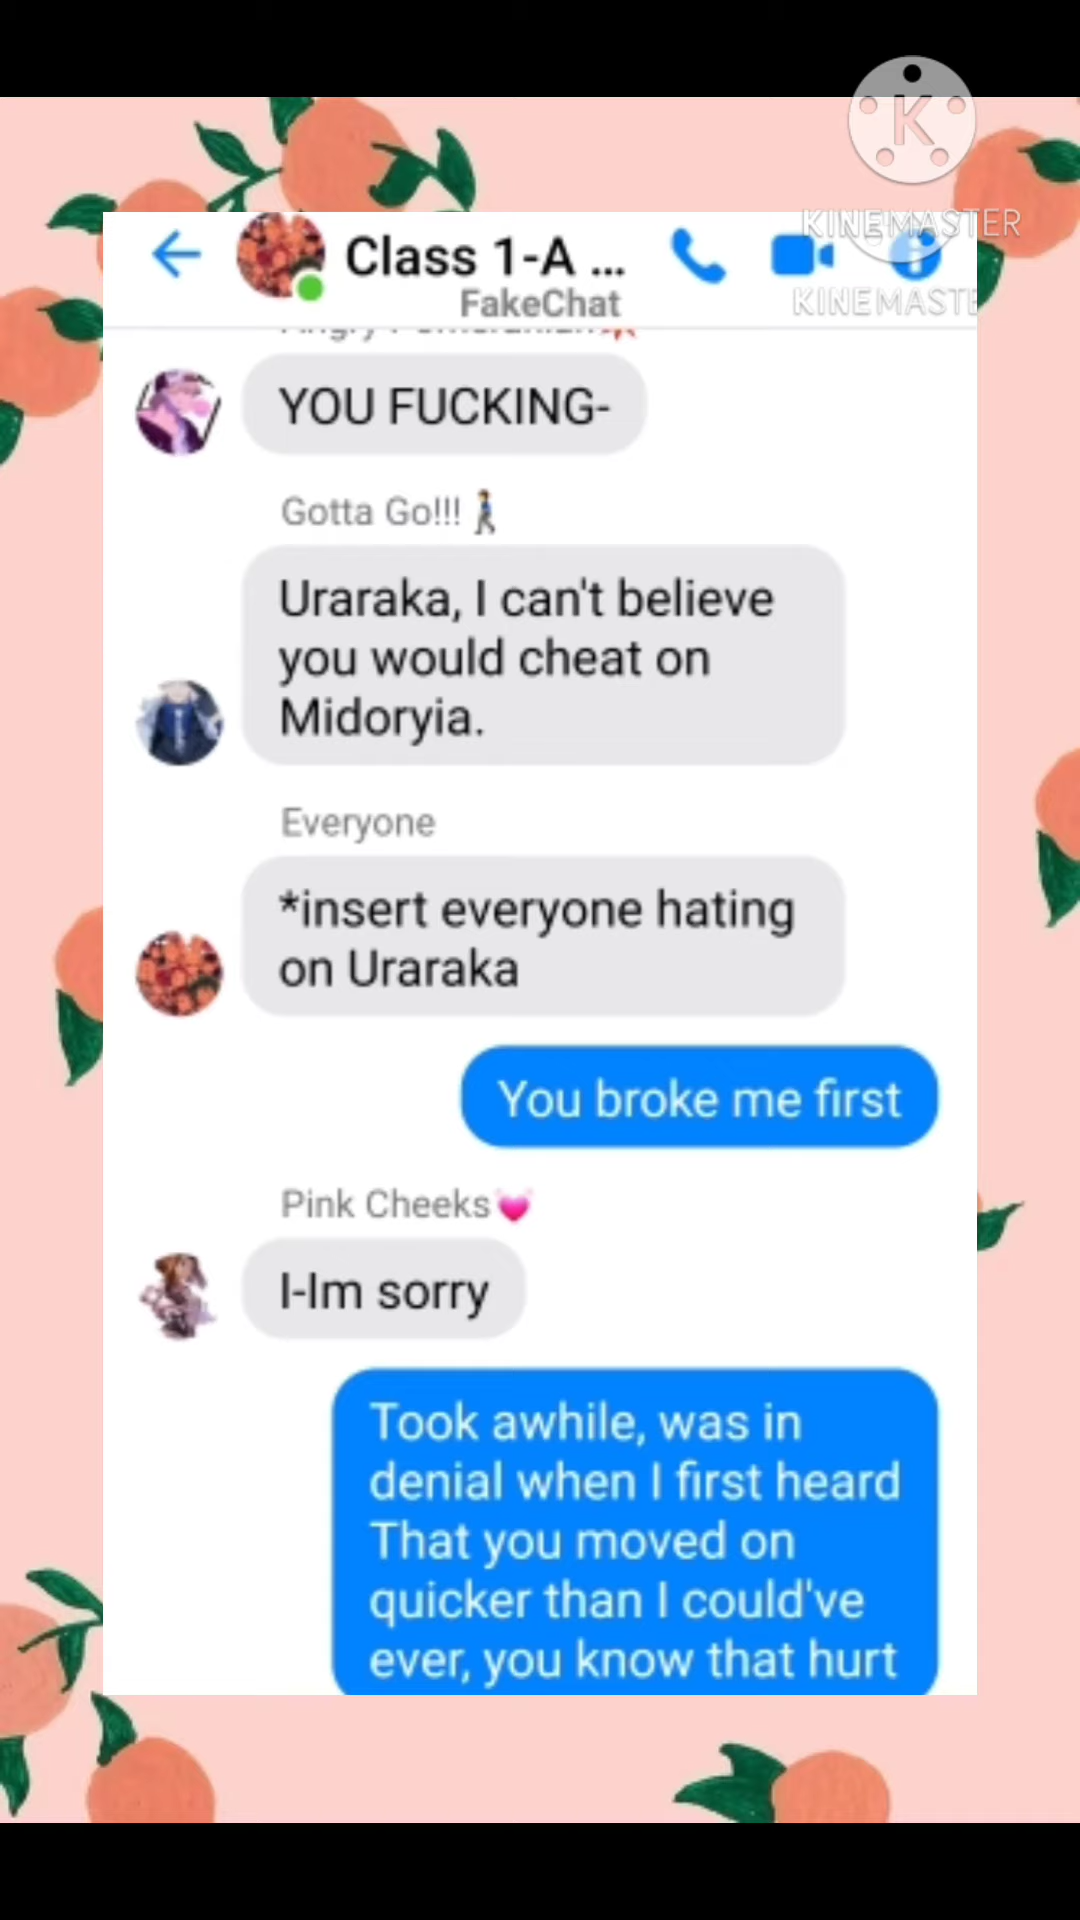 K
KINEMASTER
Class 1-A ...
FakeChat
KINEMASTE
YOU FUCKING-
Gotta Go!!!
Uraraka, I can't believe
you would cheat on
Midoryia.
Everyone
*insert everyone hating
on Uraraka
You broke me first
Pink Cheeks
I-Im sorry
Took awhile, was in
denial when I first heard
That you moved on
quicker than I could've
ever, you know that hurt